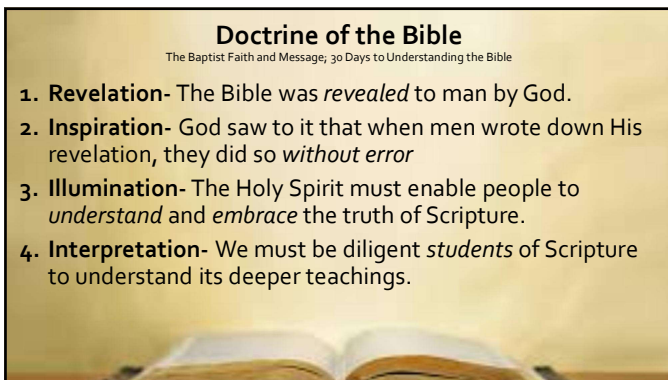 Doctrine of the Bible
The Baptist Faith and Message; 30 Days to Understanding the Bible
1. Revelation- The Bible was revealed to man by God.
2. Inspiration- God saw to it that when men wrote down His
revelation, they did so without error
3. Illumination- The Holy Spirit must enable people to
understand and embrace the truth of Scripture.
4. Interpretation- We must be diligent students of Scripture
to understand its deeper teachings.